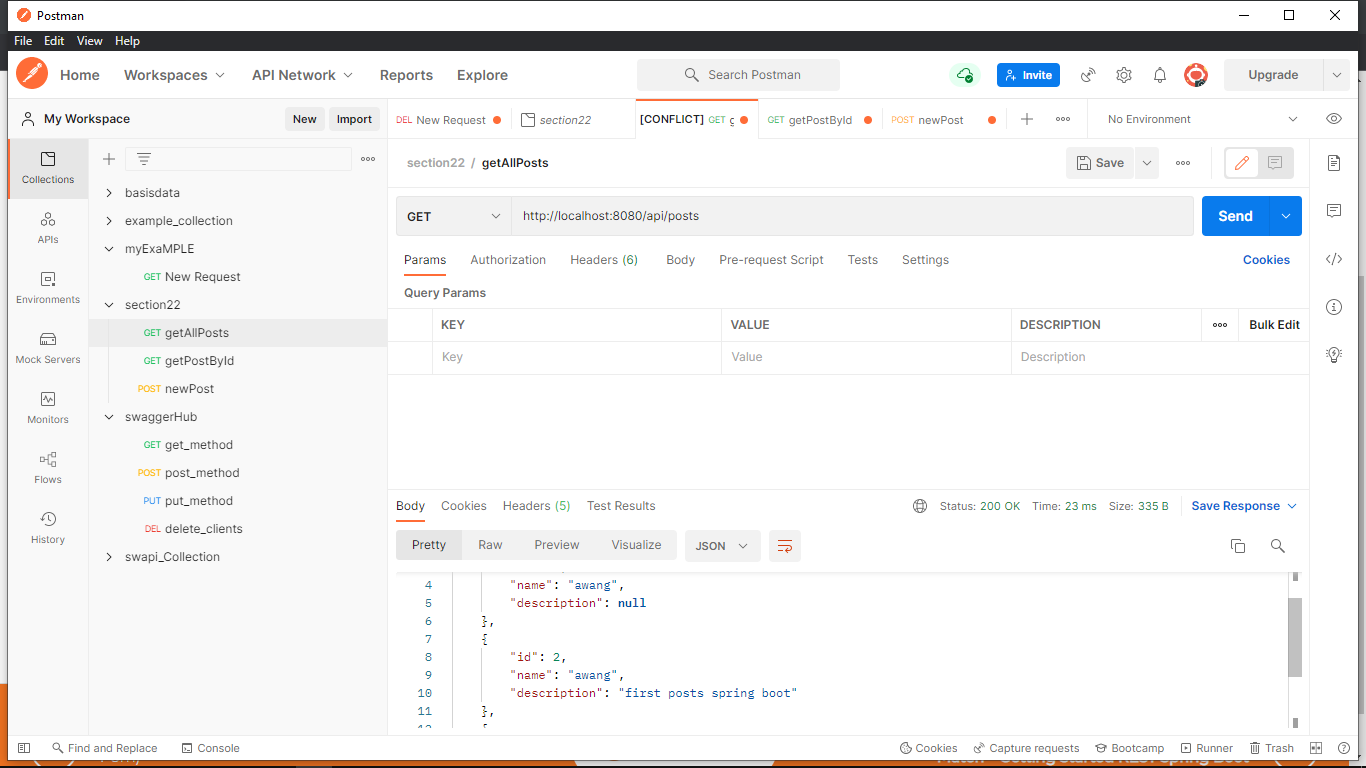 Postman
File Edit View Help
Home Workspaces API Network Reports Explore Search Postman Invite Upgrade
My Workspace New Import
DEL New Request section22 [CONFLICT] GET g GET getPostById POST newPost No Environment
Collections
APIs
Environments
Mock Servers
Monitors
Flows
History
basisdata
example_collection
myExaMPLE
GET New Request
section22
GET getAllPosts
GET getPostById
POST newPost
swaggerHub
GET get_method
POST post_method
PUT put_method
DEL delete_clients
swapi_Collection
section22 / getAllPosts Save
GET http://localhost:8080/api/posts Send
Params Authorization Headers (6) Body Pre-request Script Tests Settings Cookies
Query Params
KEY VALUE DESCRIPTION Bulk Edit
Key Value Description
Body Cookies Headers (5) Test Results Status: 200 OK Time: 23 ms Size: 335 B Save Response
Pretty Raw Preview Visualize JSON
4 "name": "awang",
5 "description": null
6 },
7 {
8 "id": 2,
9 "name": "awang",
10 "description": "first posts spring boot"
11 },
Find and Replace Console Cookies Capture requests Bootcamp Runner Trash